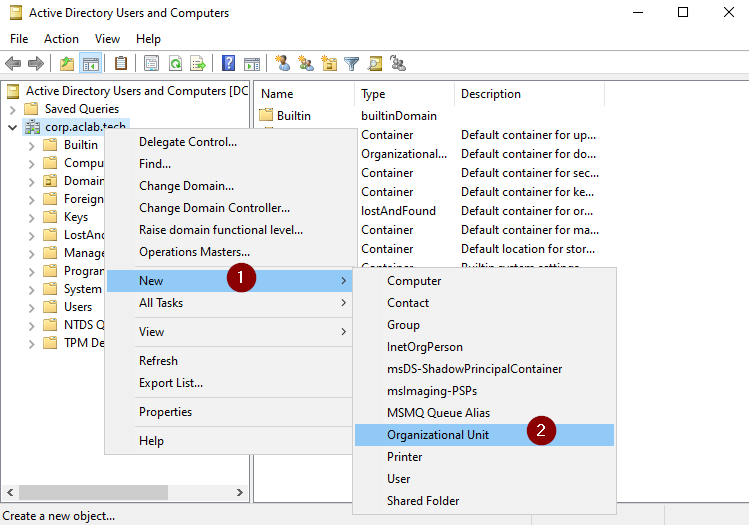 Active Directory Users and Computers
File Action View Help
Active Directory Users and Computers [DC
Saved Queries
corp.aclab.tech
Builtin
Compu
Domain
Foreign
Keys
LostAnd
Manage
Program
System
Users
NTDS Q
TPM De
Name Type Description
Builtin builtinDomain
Container Default container for up...
Organizational... Default container for do...
Container Default container for sec...
Container Default container for ke...
lostAndFound Default container for or...
Container Default container for ma...
Container Default location for stor...
Container Builtin system settings
Delegate Control...
Find...
Change Domain...
Change Domain Controller...
Raise domain functional level...
Operations Masters...
New 1
All Tasks
View
Refresh
Export List...
Properties
Help
Computer
Contact
Group
InetOrgPerson
msDS-ShadowPrincipalContainer
msImaging-PSPs
MSMQ Queue Alias
Organizational Unit 2
Printer
User
Shared Folder
Create a new object...